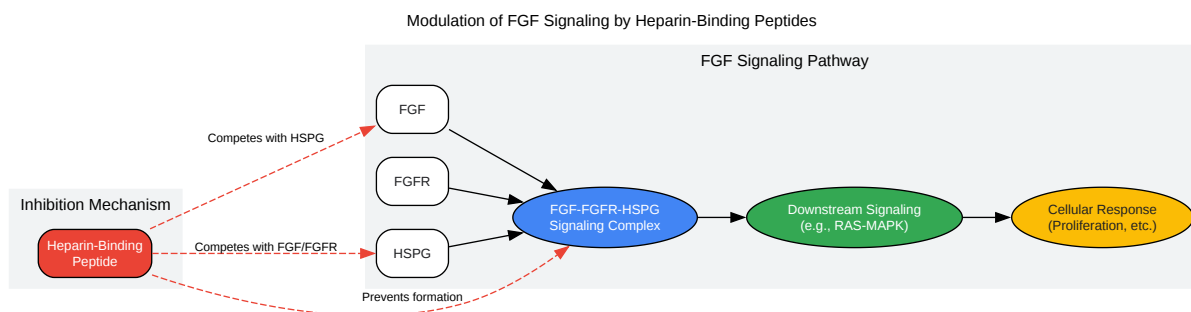 Modulation of FGF Signaling by Heparin-Binding Peptides
FGF Signaling Pathway
FGF
Competes with HSPG
FGFR
Inhibition Mechanism
FGF-FGFR-HSPG
Signaling Complex
Downstream Signaling
(e.g., RAS-MAPK)
Cellular Response
(Proliferation, etc.)
Heparin-Binding
Peptide
Competes with FGF/FGFR
HSPG
Prevents formation